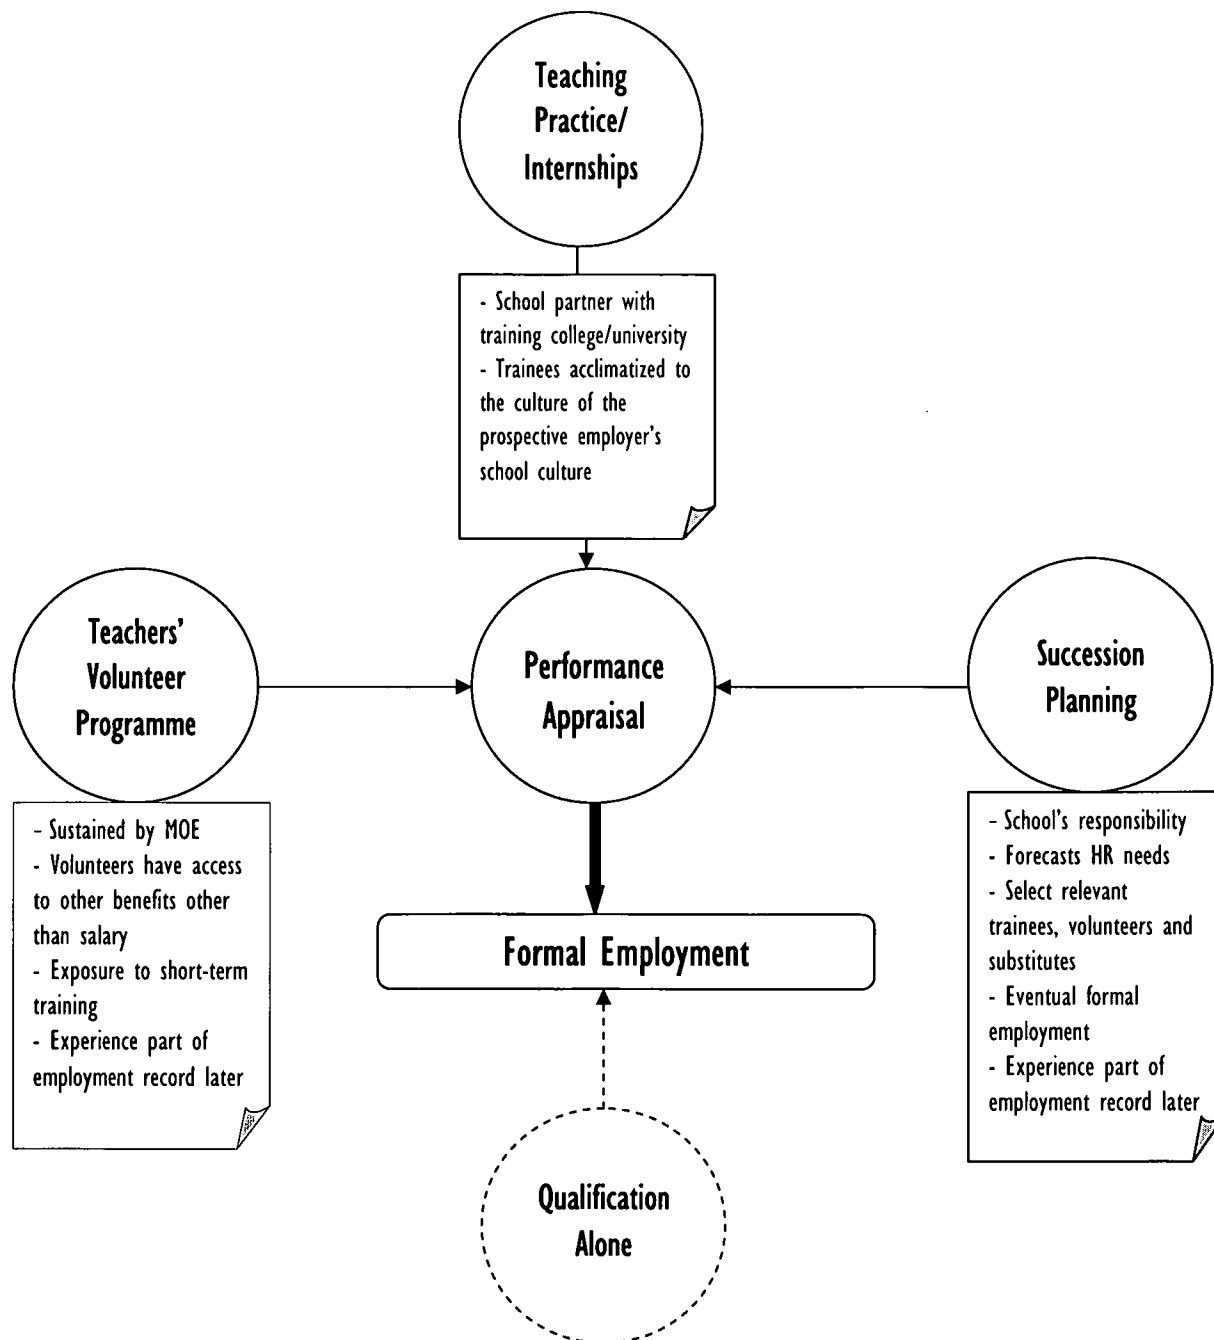 Teaching
Practice/
Internships
- School partner with
training college/university
- Trainees acclimatized to
the culture of the
prospective employer's
school culture
Teachers'
Volunteer
Programme
Performance
Appraisal
Succession
Planning
- Sustained by MOE
- Volunteers have access
to other benefits other
than salary
- Exposure to short-term
training
- Experience part of
employment record later
- School's responsibility
- Forecasts HR needs
- Select relevant
trainees, volunteers and
substitutes
- Eventual formal
employment
- Experience part of
employment record later
Formal Employment
Qualification
Alone